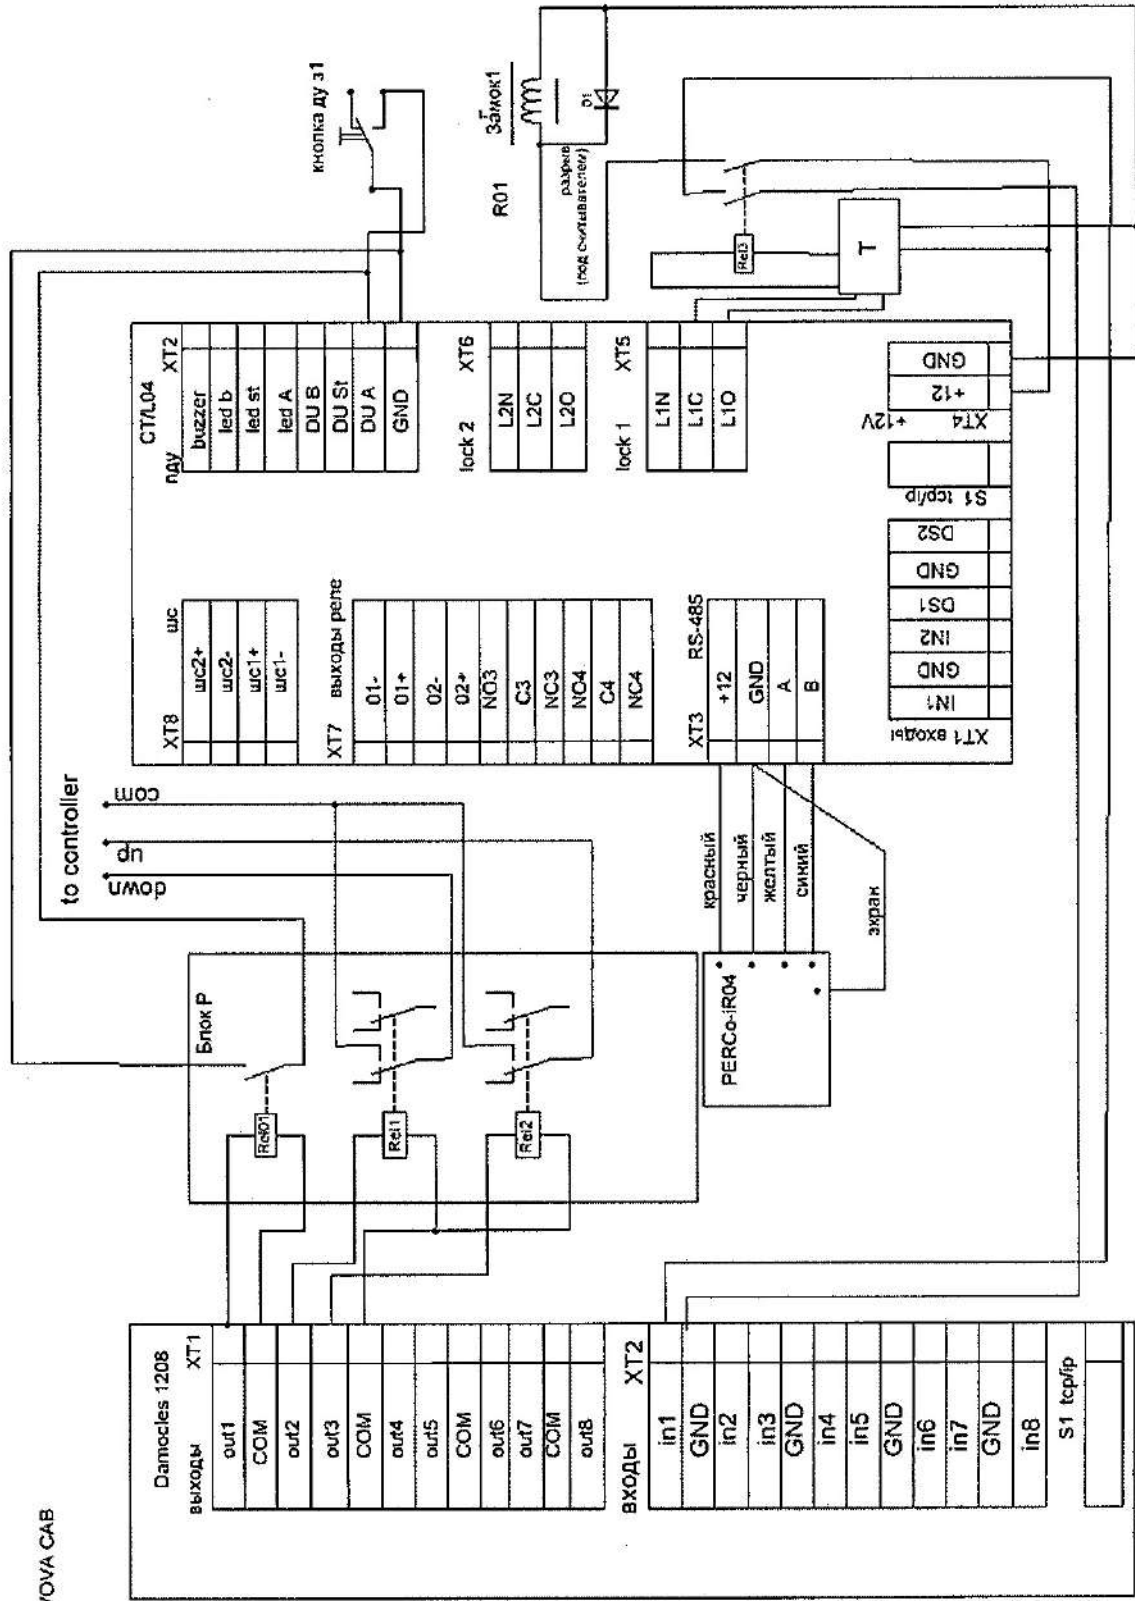 VOVA CAB
Damocles 1208
выходы XT1
out1
COM
out2
out3
COM
out4
out5
COM
out6
out7
COM
out8
ВХОДЫ XT2
in1
GND
in2
in3
GND
in4
in5
GND
in6
in7
GND
in8
S1 tcp/ip
to controller
down
up
com
Блок Р
Rel01
Rel1
Rel2
PERCo-iR04
красный
черный
желтый
синий
экран
CT/L04
XT8 шс
шс2+
шс2-
шс1+
шс1-
XT7 выходы реле
01-
01+
02-
02+
NO3
C3
NC3
NO4
C4
NC4
XT3 RS-485
+12
GND
A
B
XT1 входы
IN1
GND
IN2
DS1
GND
DS2
S1 tcp/ip
XT4 +12V
+12
GND
пду XT2
buzzer
led b
led st
led A
DU B
DU St
DU A
GND
lock 2 XT6
L2N
L2C
L2O
lock 1 XT5
L1N
L1C
L1O
кнопка ду з1
R01
Замок1
D1
разрыв
(под считывателем)
Rel3
T